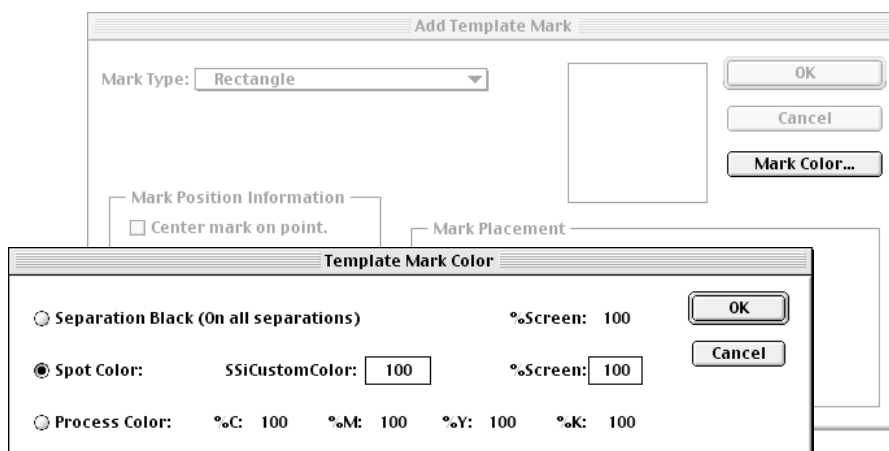 Add Template Mark
Mark Type: Rectangle
OK
Cancel
Mark Color...
Mark Position Information
Center mark on point.
Mark Placement
Template Mark Color
Separation Black (On all separations) %Screen: 100
OK
Spot Color: SSiCustomColor: 100 %Screen: 100
Cancel
Process Color: %C: 100 %M: 100 %Y: 100 %K: 100